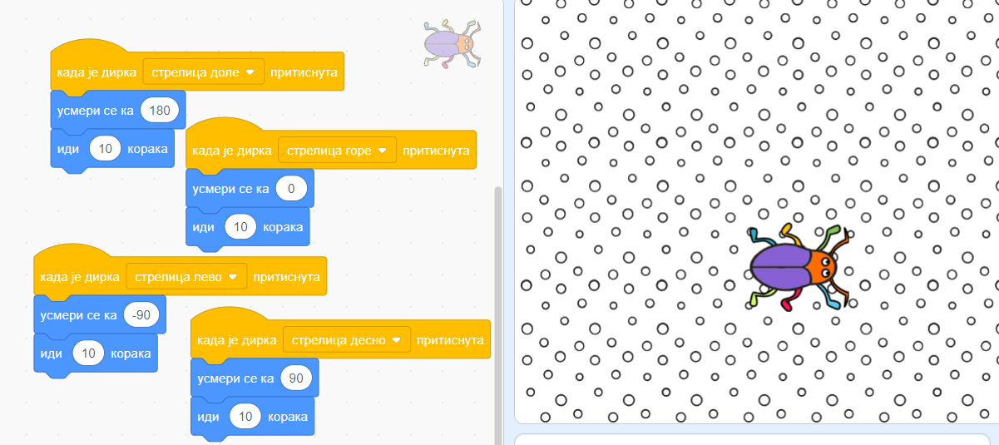 када је дирка стрелица доле притиснута
усмери се ка 180
иди 10 корака
када је дирка стрелица горе притиснута
усмери се ка 0
иди 10 корака
када је дирка стрелица лево притиснута
усмери се ка -90
иди 10 корака
када је дирка стрелица десно притиснута
усмери се ка 90
иди 10 корака